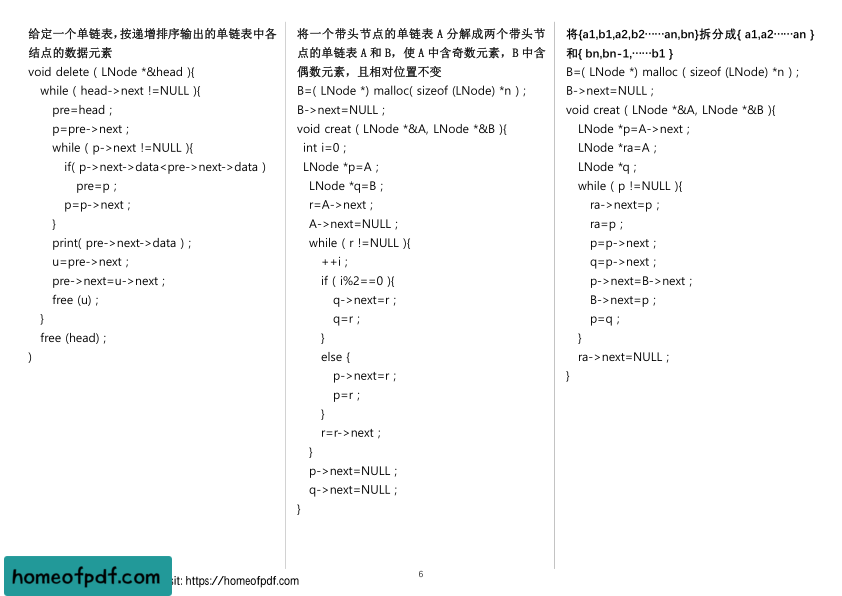 给定一个单链表,按递增排序输出的单链表中各
结点的数据元素
void delete ( LNode *&head ){
while ( head->next !=NULL ){
pre=head ;
p=pre->next ;
while ( p->next !=NULL ){
if( p->next->data<pre->next->data )
pre=p ;
p=p->next ;
}
print( pre->next->data ) ;
u=pre->next ;
pre->next=u->next ;
free (u) ;
}
free (head) ;
)
将一个带头节点的单链表 A 分解成两个带头节
点的单链表 A 和 B，使 A 中含奇数元素，B 中含
偶数元素，且相对位置不变
B=( LNode *) malloc( sizeof (LNode) *n ) ;
B->next=NULL ;
void creat ( LNode *&A, LNode *&B ){
int i=0 ;
LNode *p=A ;
LNode *q=B ;
r=A->next ;
A->next=NULL ;
while ( r !=NULL ){
++i ;
if ( i%2==0 ){
q->next=r ;
q=r ;
}
else {
p->next=r ;
p=r ;
}
r=r->next ;
}
p->next=NULL ;
q->next=NULL ;
}
将{a1,b1,a2,b2……an,bn}拆分成{ a1,a2……an }
和{ bn,bn-1,……b1 }
B=( LNode *) malloc ( sizeof (LNode) *n ) ;
B->next=NULL ;
void creat ( LNode *&A, LNode *&B ){
LNode *p=A->next ;
LNode *ra=A ;
LNode *q ;
while ( p !=NULL ){
ra->next=p ;
ra=p ;
p=p->next ;
q=p->next ;
p->next=B->next ;
B->next=p ;
p=q ;
}
ra->next=NULL ;
}
6
homeofpdf.com
sit: https://homeofpdf.com